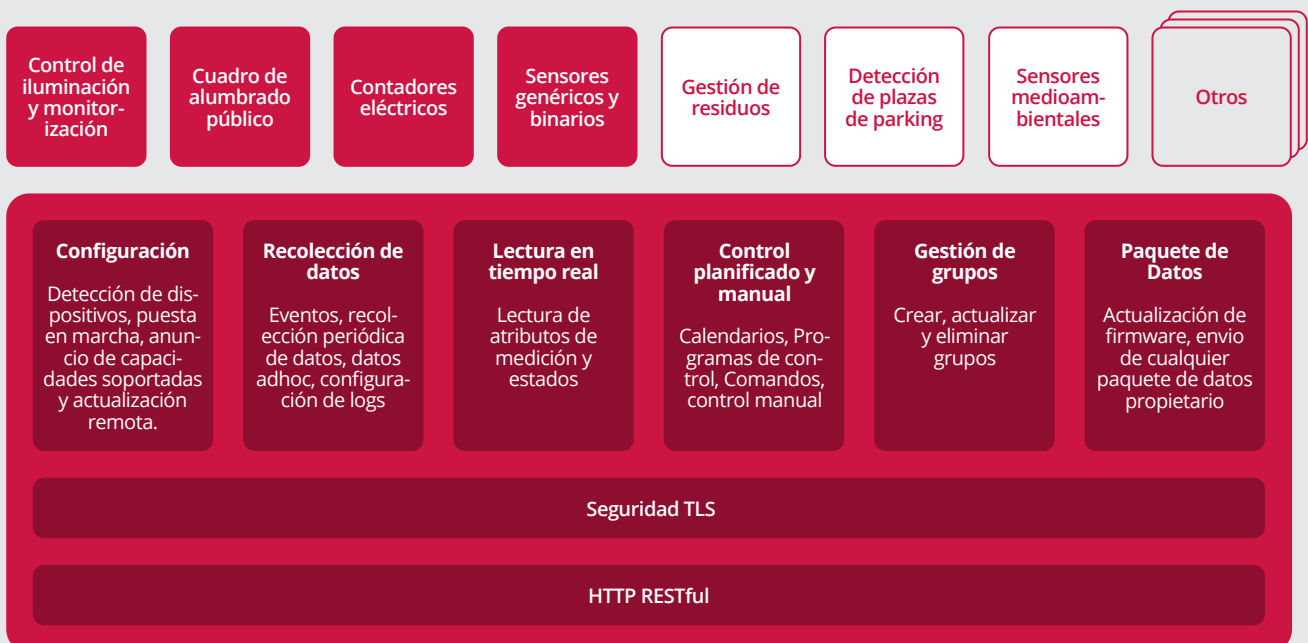 Control de
iluminación
y monitor-
ización
Cuadro de
alumbrado
público
Contadores
eléctricos
Sensores
genéricos y
binarios
Gestión de
residuos
Detección
de plazas
de parking
Sensores
medioam-
bientales
Otros
Configuración
Detección de dis-
positivos, puesta
en marcha, anun-
cio de capaci-
dades soportadas
y actualización
remota.
Recolección de
datos
Eventos, recol-
ección periódica
de datos, datos
adhoc, configura-
ción de logs
Lectura en
tiempo real
Lectura de
atributos de
medición y
estados
Control
planificado y
manual
Calendarios, Pro-
gramas de con-
trol, Comandos,
control manual
Gestión de
grupos
Crear, actualizar
y eliminar
grupos
Paquete de
Datos
Actualización de
firmware, envio
de cualquier
paquete de datos
propietario
Seguridad TLS
HTTP RESTful